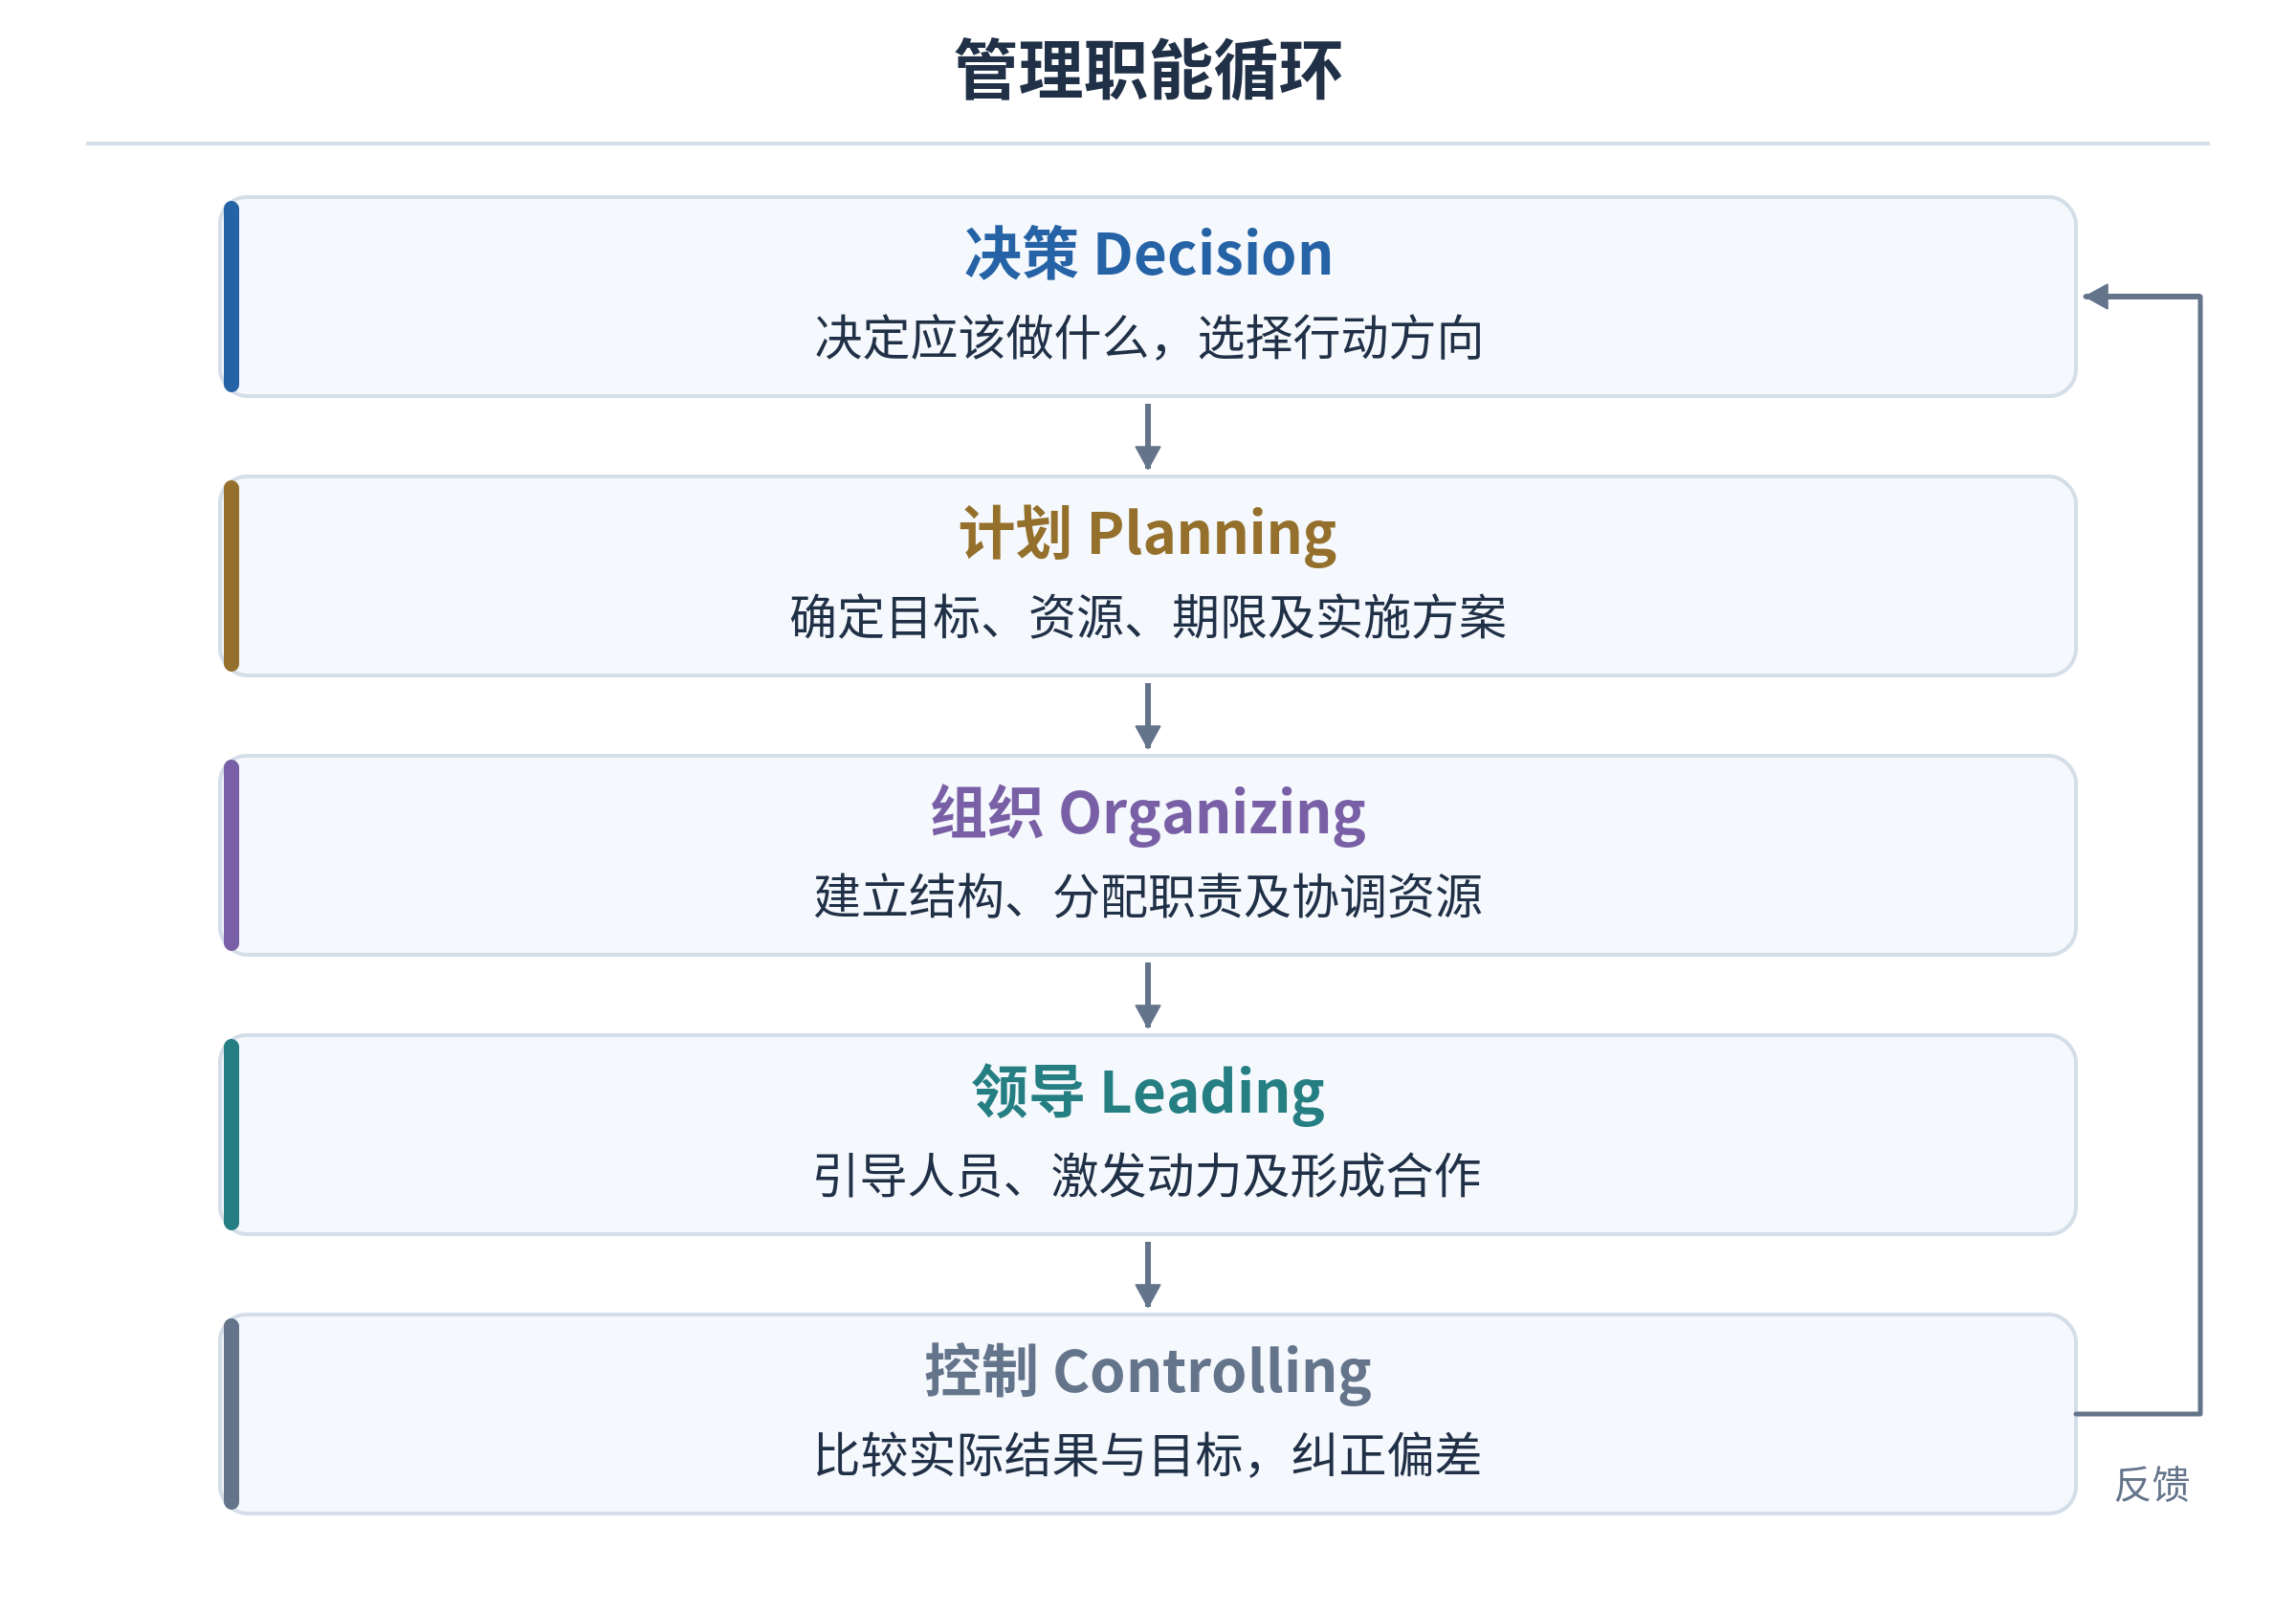 管理职能循环
决策 Decision
决定应该做什么，选择行动方向
计划 Planning
确定目标、资源、期限及实施方案
组织 Organizing
建立结构、分配职责及协调资源
领导 Leading
引导人员、激发动力及形成合作
控制 Controlling
比较实际结果与目标，纠正偏差
反馈